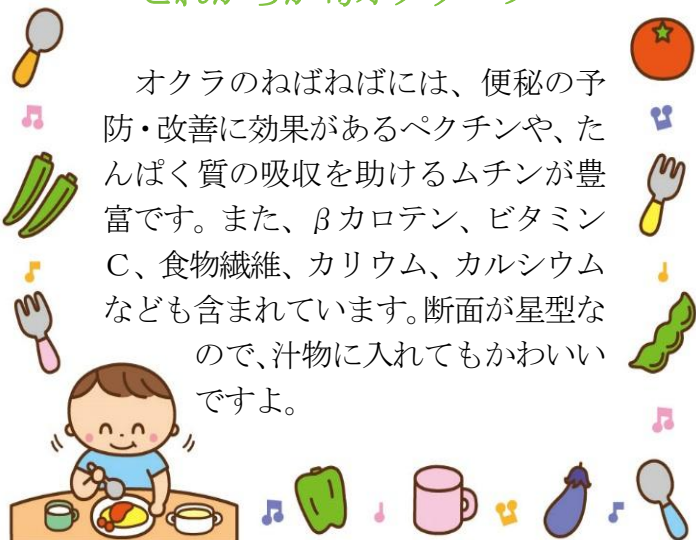 オクラのねばねばには、便秘の予
防・改善に効果があるペクチンや、た
んぱく質の吸収を助けるムチンが豊
富です。また、βカロテン、ビタミン
C、食物繊維、カリウム、カルシウム
なども含まれています。断面が星型な
ので、汁物に入れてもかわいい
ですよ。